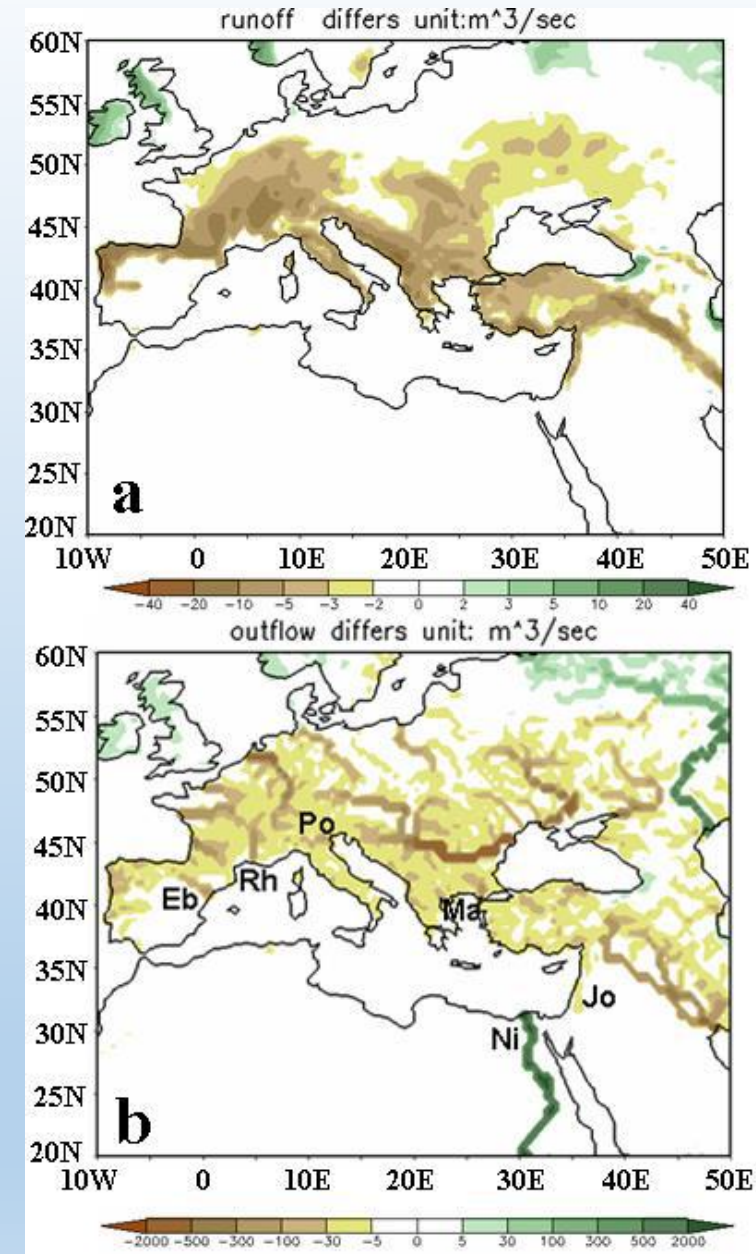 runoff differs unit:m^3/sec
60N
55N
50N
45N
40N
35N
30N
25N
20N
a
10W 0 10E 20E 30E 40E 50E
-40 -20 -10 -5 -3 -2 0 2 3 5 10 20 40
outflow differs unit: m^3/sec
60N
55N
50N
45N
40N
35N
30N
25N
20N
Po
Rh
Eb
Ma
Jo
Ni
b
10W 0 10E 20E 30E 40E 50E
-2000 -500 -300 -100 -30 -5 0 5 30 100 300 500 2000